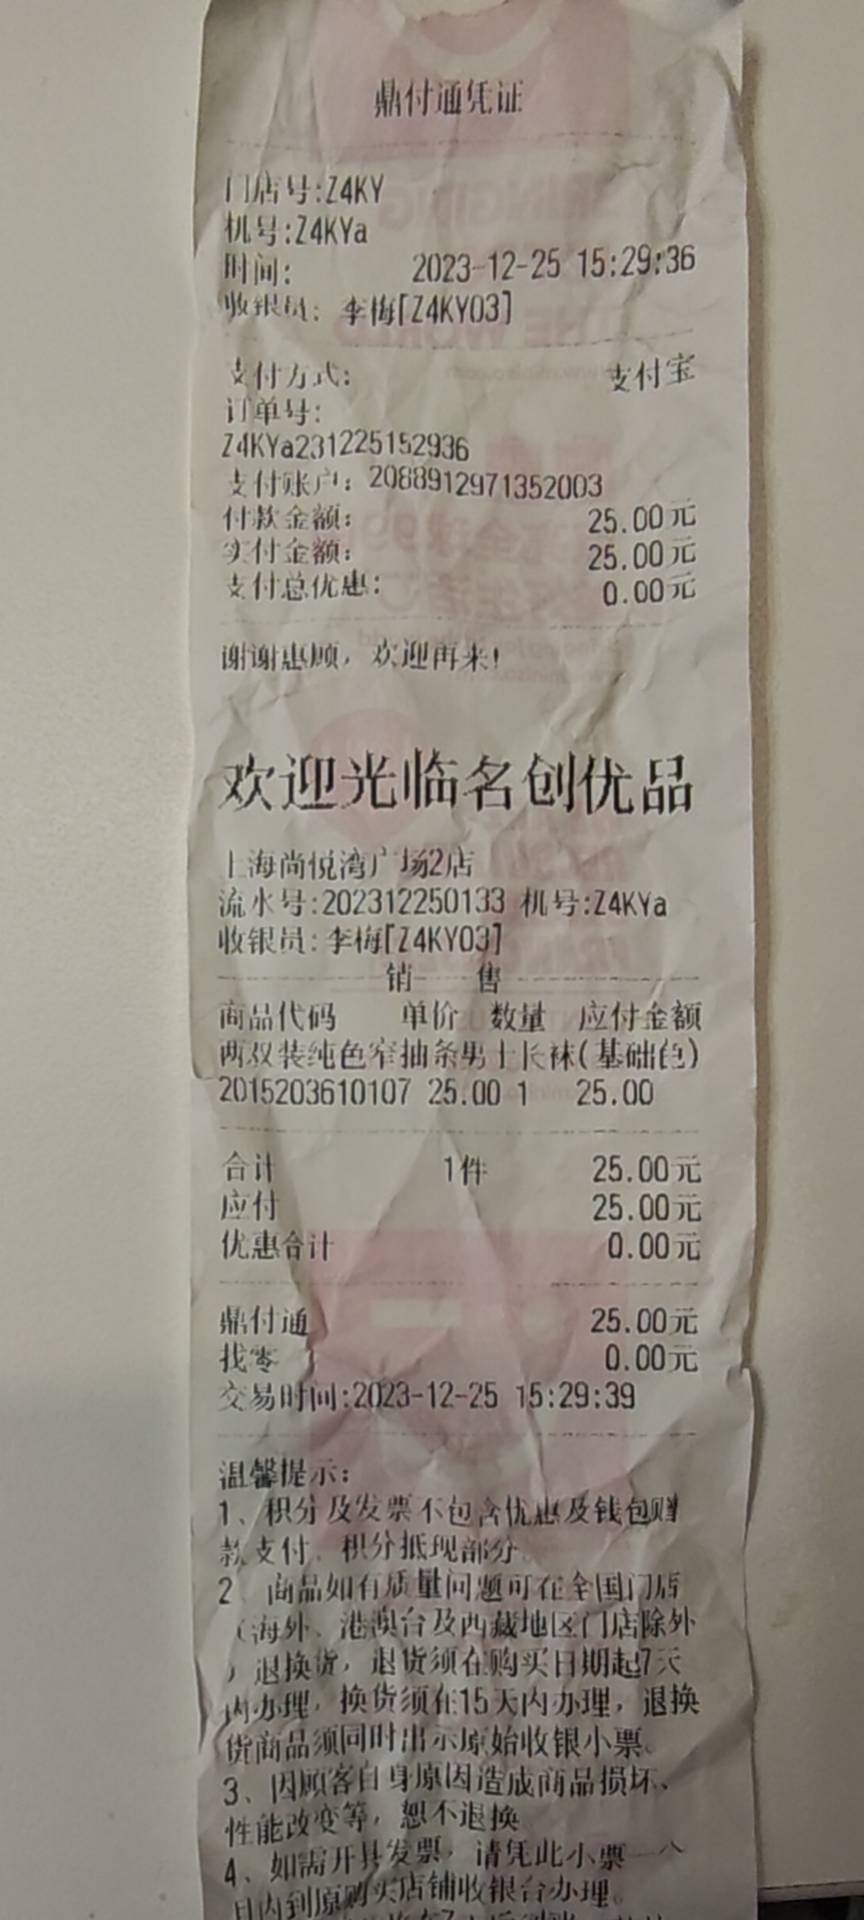 鼎付通凭证
门店号:Z4KY
机号:Z4KYa
时间: 2023-12-25 15:29:36
收银员: 李梅[Z4KY03]
支付方式: 支付宝
订单号:
Z4KYa231225152936
支付账户: 2088912971352003
付款金额: 25.00元
实付金额: 25.00元
支付总优惠: 0.00元
谢谢惠顾, 欢迎再来!
欢迎光临名创优品
上海尚悦湾广场2店
流水号:202312250133 机号:Z4KYa
收银员:李梅[Z4KY03]
销 售
商品代码 单价 数量 应付金额
两双装纯色窄抽条男士长袜(基础色)
2015203610107 25.00 1 25.00
合计 1件 25.00元
应付 25.00元
优惠合计 0.00元
鼎付通 25.00元
找零 0.00元
交易时间:2023-12-25 15:29:39
温馨提示:
1、积分及发票不包含优惠及钱包赠
款支付、积分抵现部分。
2、商品如有质量问题可在全国门店
(海外、港澳台及西藏地区门店除外
)退换货, 退货须在购买日期起7天
内办理, 换货须在15天内办理, 退换
货商品须同时出示原始收银小票。
3、因顾客自身原因造成商品损坏、
性能改变等, 恕不退换
4、如需开具发票, 请凭此小票一个
月内到原购买店铺收银台办理。